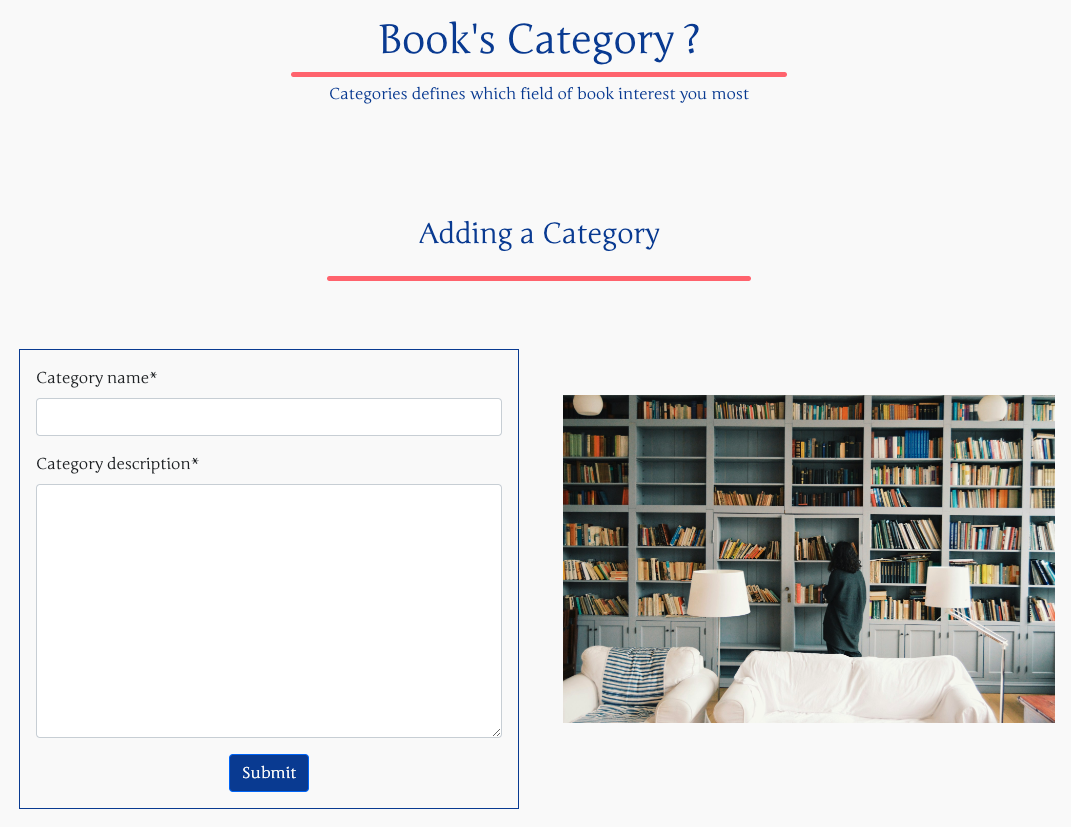 Book's Category ?
Categories defines which field of book interest you most
Adding a Category
Category name*
Category description*
Submit